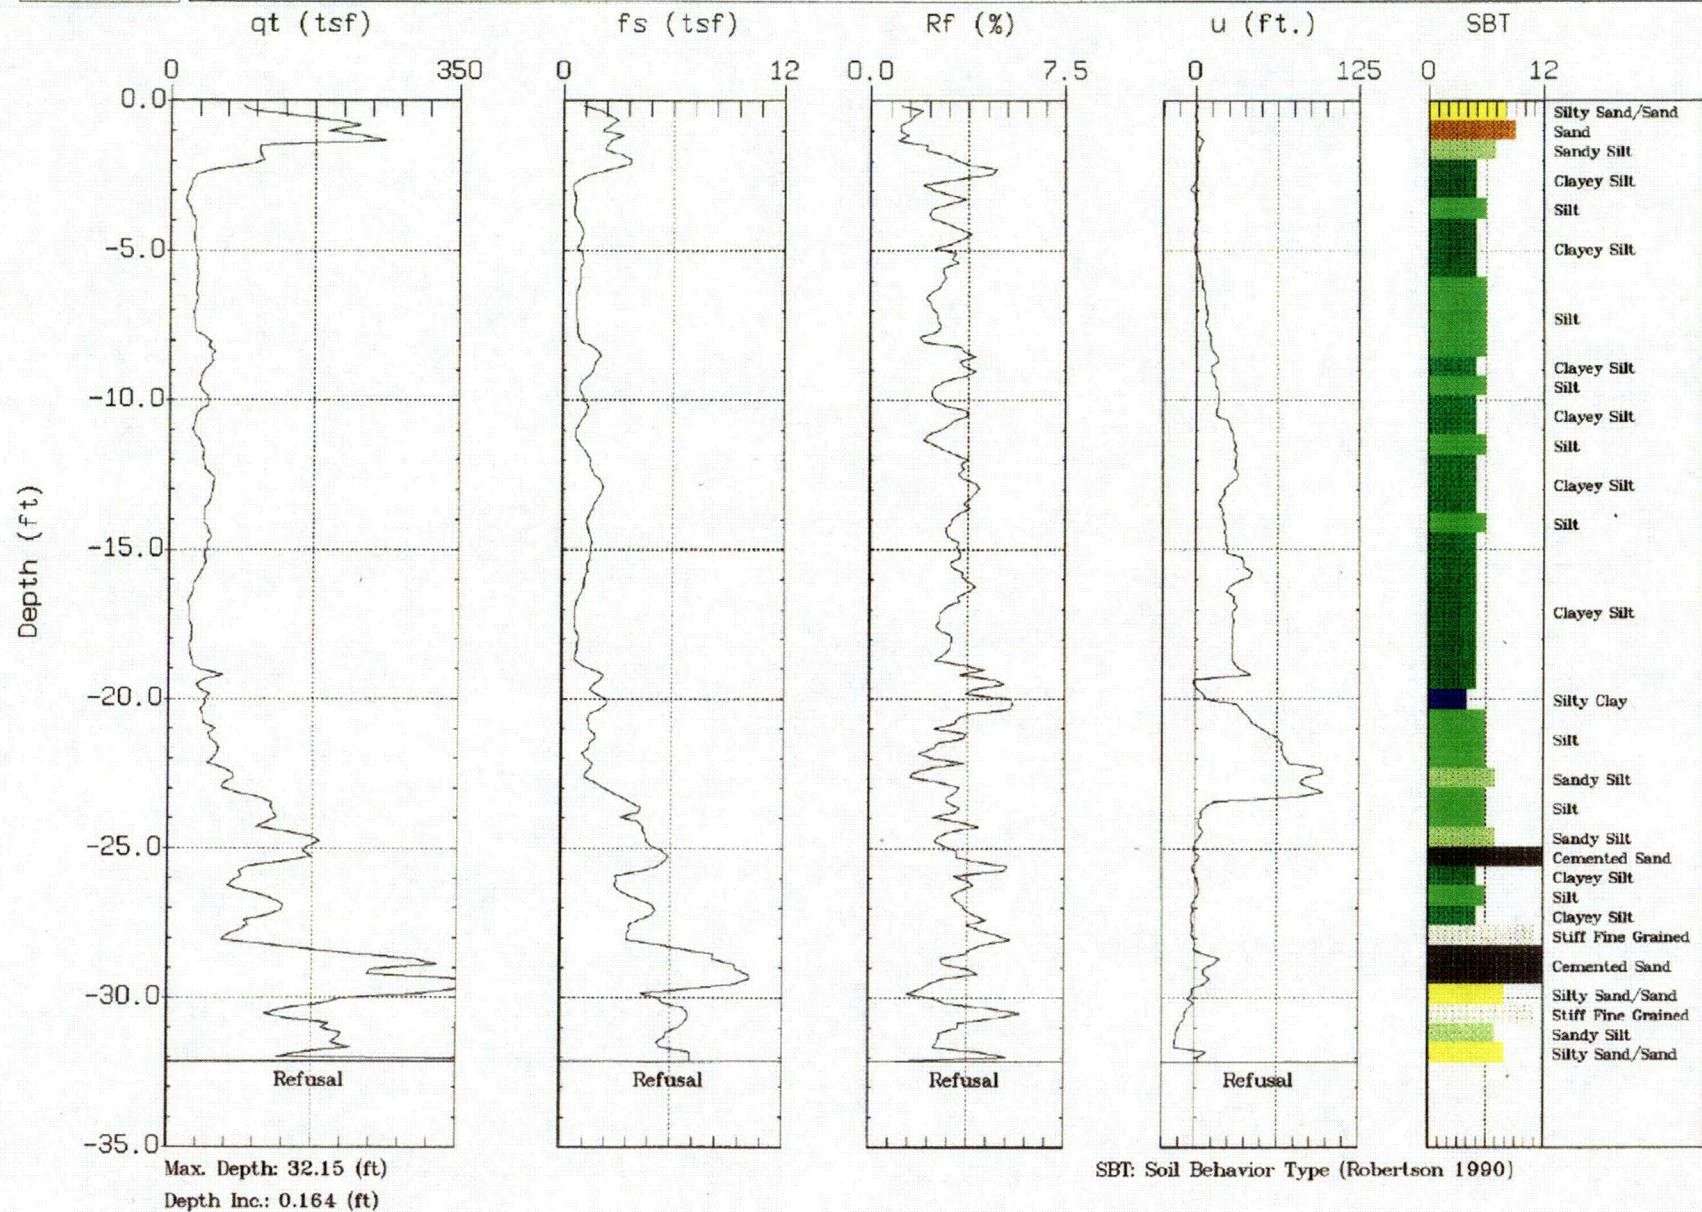 qt (tsf) fs (tsf) Rf (%) u (ft.) SBT
0 350 0 12 0.0 7.5 0 125 0 12
0.0
Silty Sand/Sand
Sand
Sandy Silt
Clayey Silt
Silt
-5.0
Clayey Silt
Silt
Clayey Silt
Silt
-10.0
Clayey Silt
Silt
Clayey Silt
Silt
-15.0
Depth (ft)
Clayey Silt
-20.0
Silty Clay
Silt
Sandy Silt
Silt
Sandy Silt
-25.0
Cemented Sand
Clayey Silt
Silt
Clayey Silt
Stiff Fine Grained
Cemented Sand
-30.0
Silty Sand/Sand
Stiff Fine Grained
Sandy Silt
Silty Sand/Sand
Refusal Refusal Refusal Refusal
-35.0
Max. Depth: 32.15 (ft)
SBT: Soil Behavior Type (Robertson 1990)
Depth Inc.: 0.164 (ft)